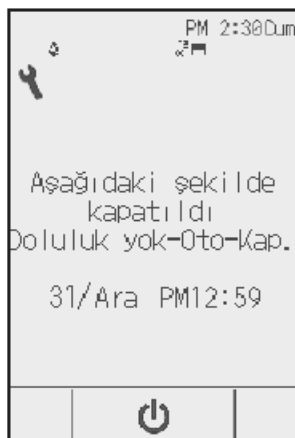 PM 2:30Cum
Aşağıdaki şekilde
kapatıldı
Doluluk yok-Oto-Kap.
31/Ara PM12:59